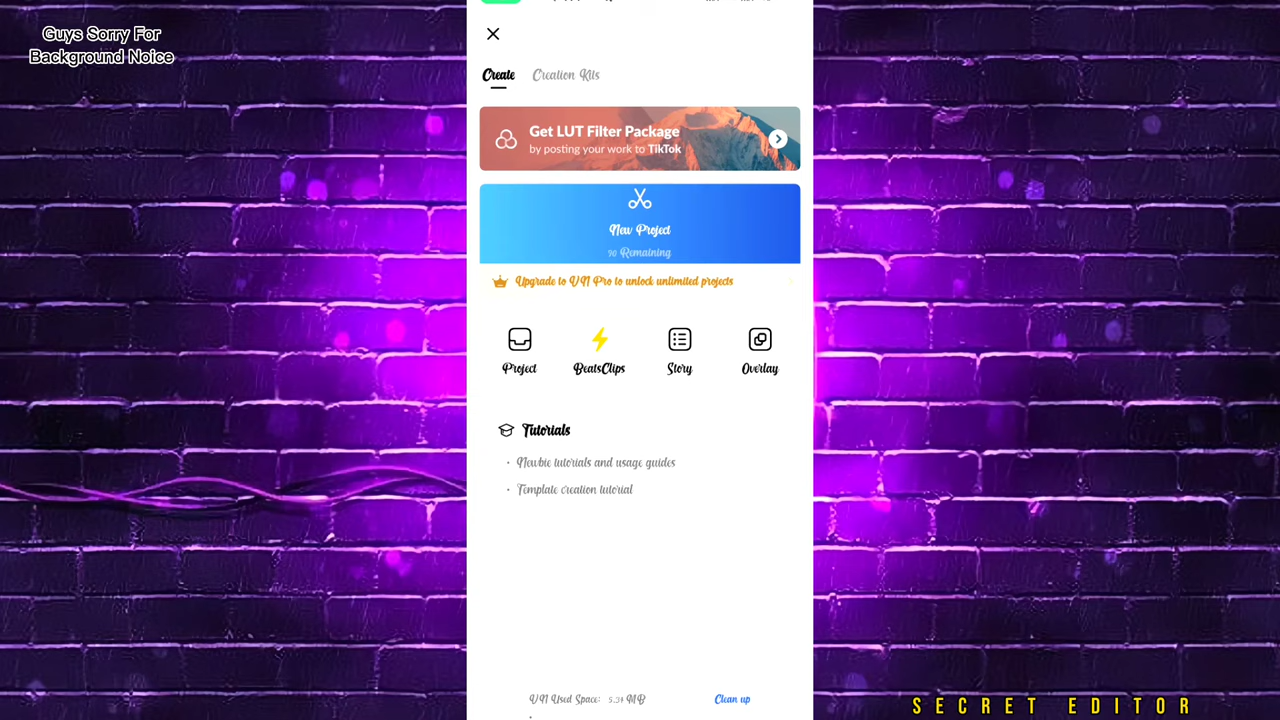 Guys Sorry For
Background Noice
Create Creation Kits
Get LUT Filter Package
by posting your work to TikTok
New Project
Remaining
Upgrade to VN Pro to unlock unlimited projects
Project BeatsClips Story Overlay
Tutorials
· Newbie tutorials and usage guides
· Template creation tutorial
VN Used Space: MB Clean up
SECRET EDITOR